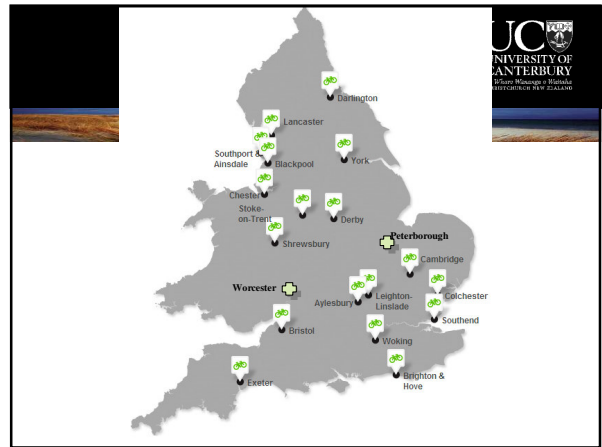 UC
UNIVERSITY OF
CANTERBURY
Te Whare Wānanga o Waitaha
CHRISTCHURCH NEW ZEALAND
Darlington
Lancaster
Southport &
Ainsdale
Blackpool
York
Chester
Stoke-
on-Trent
Derby
Shrewsbury
Peterborough
Cambridge
Worcester
Aylesbury
Leighton-
Linslade
Colchester
Southend
Bristol
Woking
Exeter
Brighton &
Hove